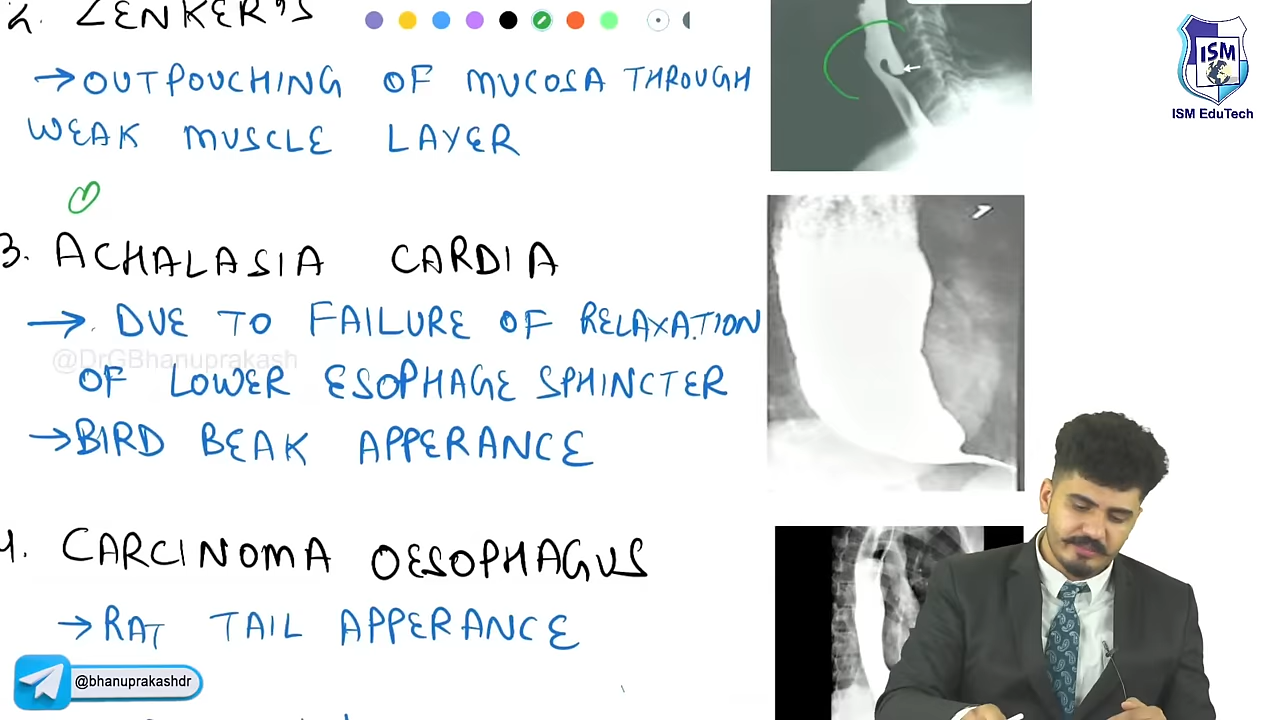 2. ZENKER'S
→OUTPOUCHING OF MUCOSA THROUGH
WEAK MUSCLE LAYER
3. ACHALASIA CARDIA
→ DUE TO FAILURE OF RELAXATION
OF LOWER ESOPHAGE SPHINCTER
@DrGBhanuprakash
→BIRD BEAK APPERANCE
4. CARCINOMA OESOPHAGUS
→RAT TAIL APPERANCE
@bhanuprakashdr
ISM
ISM EduTech